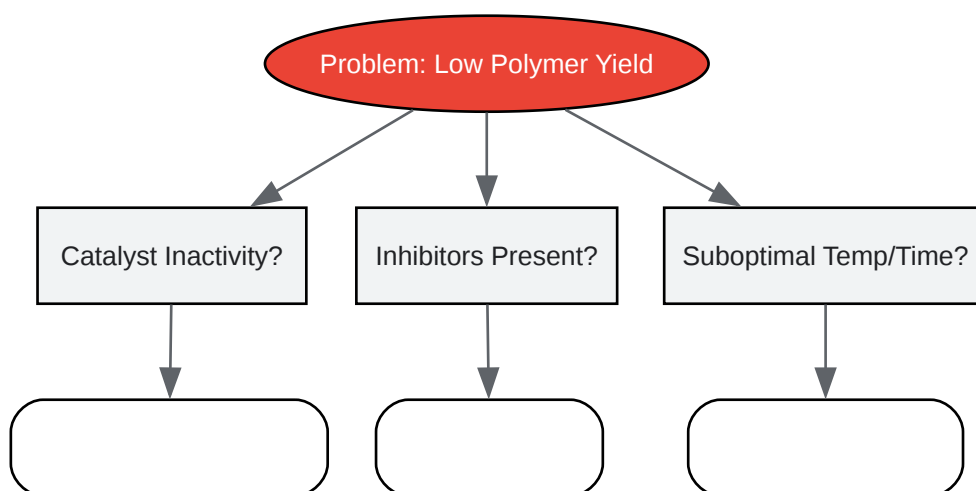 Problem: Low Polymer Yield
Catalyst Inactivity?
Inhibitors Present?
Suboptimal Temp/Time?